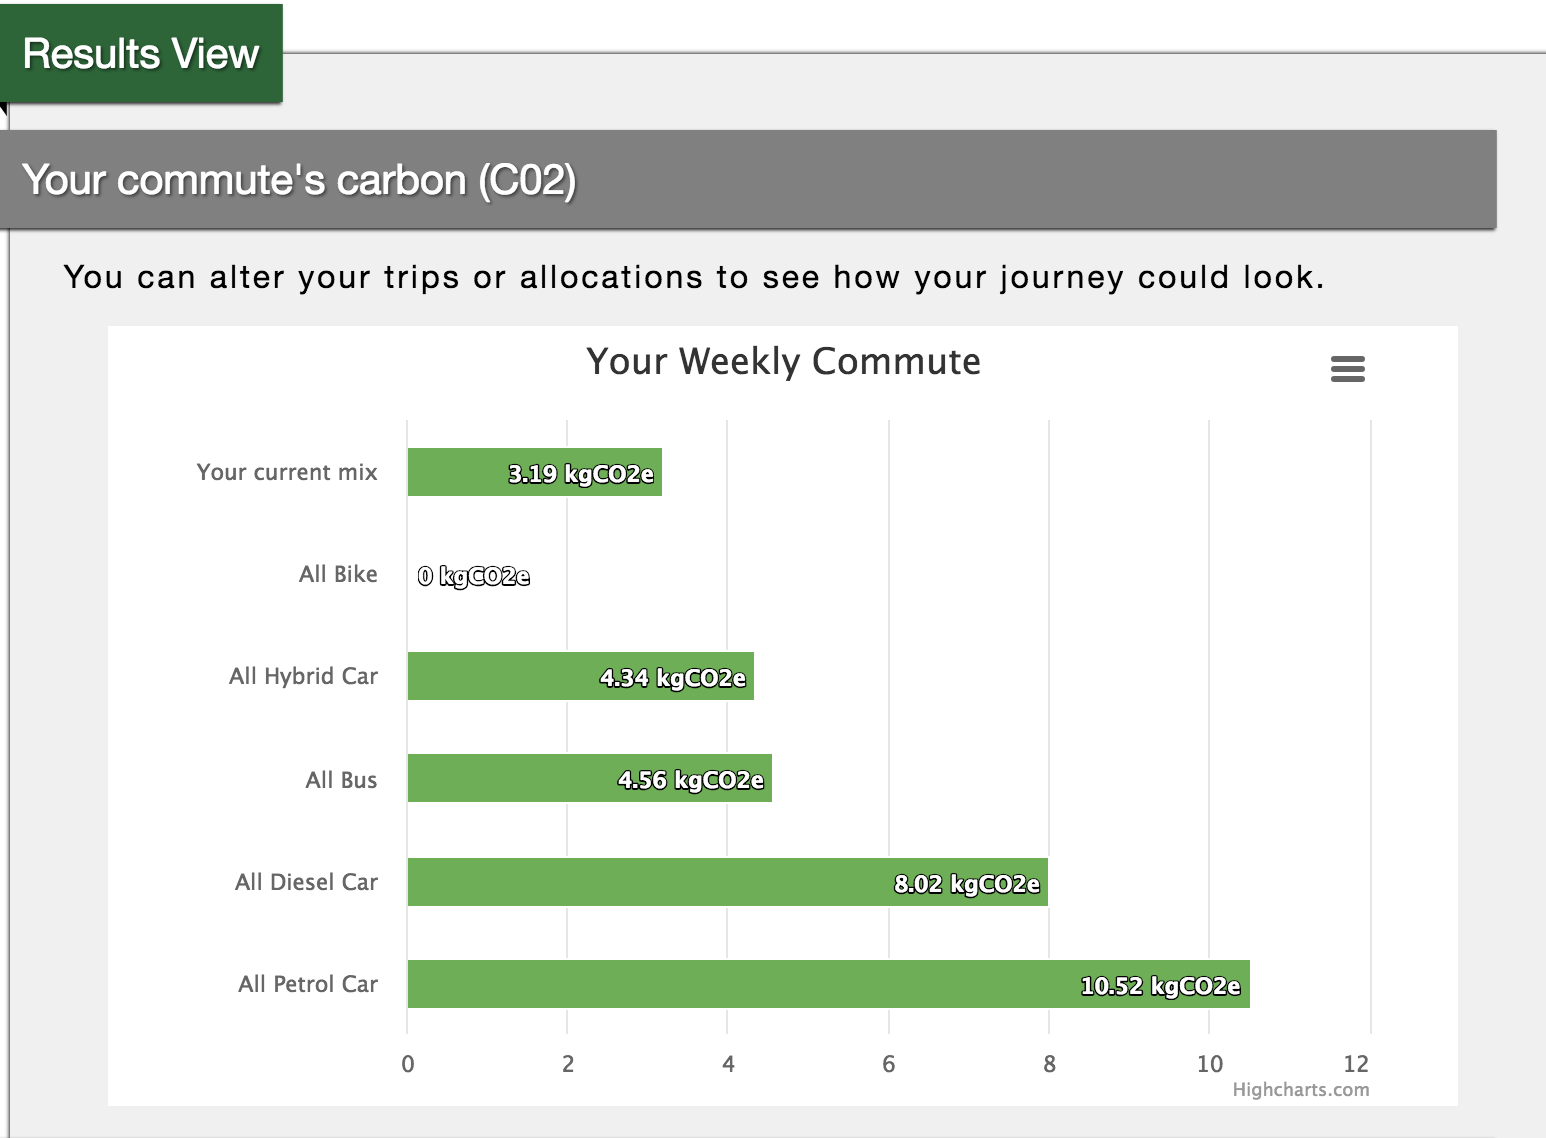 Results View
Your commute's carbon (C02)
You can alter your trips or allocations to see how your journey could look.
Your Weekly Commute
Your current mix 3.19 kgCO2e
All Bike 0 kgCO2e
All Hybrid Car 4.34 kgCO2e
All Bus 4.56 kgCO2e
All Diesel Car 8.02 kgCO2e
All Petrol Car 10.52 kgCO2e
0 2 4 6 8 10 12
Highcharts.com